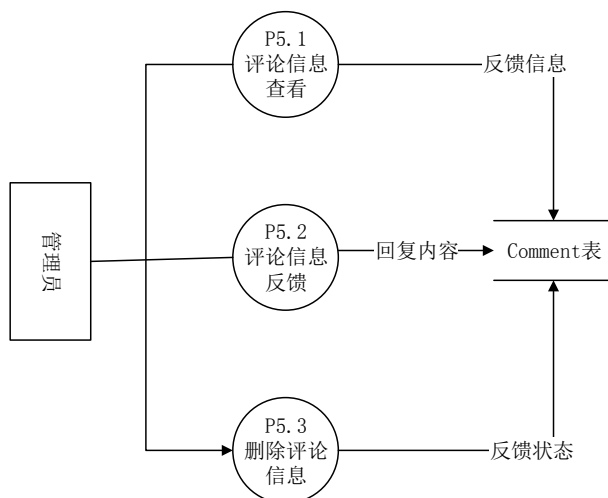 P5.1
评论信息
查看
反馈信息
管理员
P5.2
评论信息
反馈
回复内容
Comment表
P5.3
删除评论
信息
反馈状态